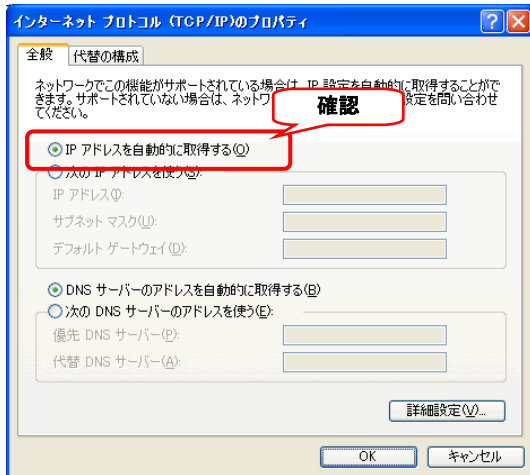 インターネット プロトコル (TCP/IP)のプロパティ
全般
代替の構成
ネットワークでこの機能がサポートされている場合は、IP 設定を自動的に取得することがで
きます。サポートされていない場合は、ネットワ
設定を問い合わせ
てください。
確認
IP アドレスを自動的に取得する(O)
次の IP アドレスを使う(S):
IP アドレス(I):
サブネット マスク(U):
デフォルト ゲートウェイ(D):
DNS サーバーのアドレスを自動的に取得する(B)
次の DNS サーバーのアドレスを使う(E):
優先 DNS サーバー(P):
代替 DNS サーバー(A):
詳細設定(V)...
OK
キャンセル